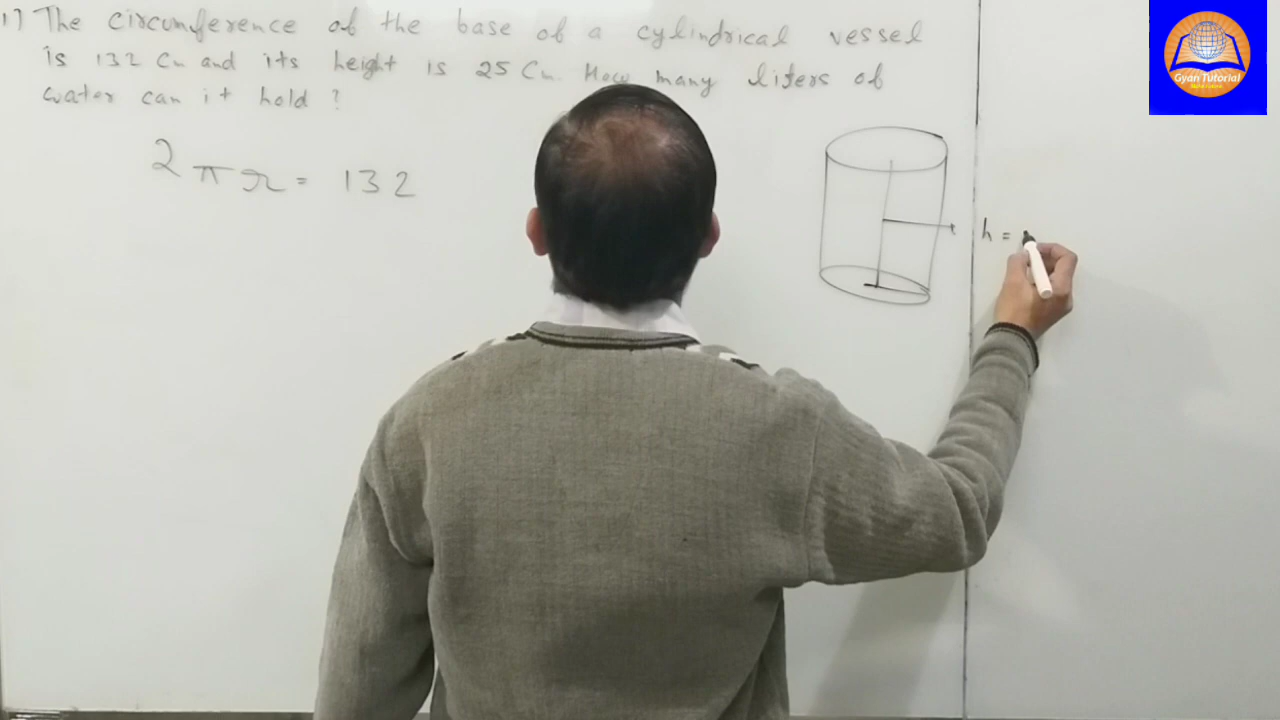 1) The circumference of the base of a cylindrical vessel
is 132 Cm and its height is 25 Cm. How many liters of
water can it hold ?
2πr = 132
h =
Gyan Tutorial